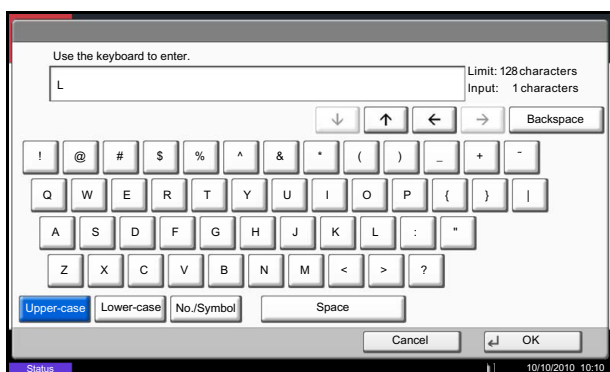 Use the keyboard to enter.
L
Limit: 128 characters
Input: 1 characters
↓ ↑ ← → Backspace
! @ # $ % ^ & * ( ) _ + ~
Q W E R T Y U I O P { } |
A S D F G H J K L : "
Z X C V B N M < > ?
Upper-case Lower-case No./Symbol Space
Cancel OK
Status 10/10/2010 10:10